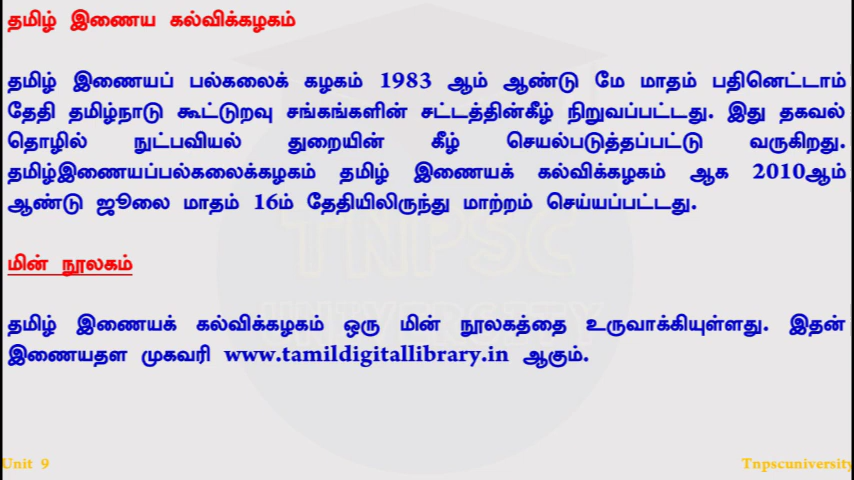 தமிழ் இணைய கல்விக்கழகம்
தமிழ் இணையப் பல்கலைக் கழகம் 1983 ஆம் ஆண்டு மே மாதம் பதினெட்டாம்
தேதி தமிழ்நாடு கூட்டுறவு சங்கங்களின் சட்டத்தின்கீழ் நிறுவப்பட்டது. இது தகவல்
தொழில் நுட்பவியல் துறையின் கீழ் செயல்படுத்தப்பட்டு வருகிறது.
தமிழ்இணையப்பல்கலைக்கழகம் தமிழ் இணையக் கல்விக்கழகம் ஆக 2010ஆம்
ஆண்டு ஜூலை மாதம் 16ம் தேதியிலிருந்து மாற்றம் செய்யப்பட்டது.
மின் நூலகம்
தமிழ் இணையக் கல்விக்கழகம் ஒரு மின் நூலகத்தை உருவாக்கியுள்ளது. இதன்
இணையதள முகவரி www.tamildigitallibrary.in ஆகும்.
TNPSC
UNIVERSITY
Unit 9
Tnpscuniversity